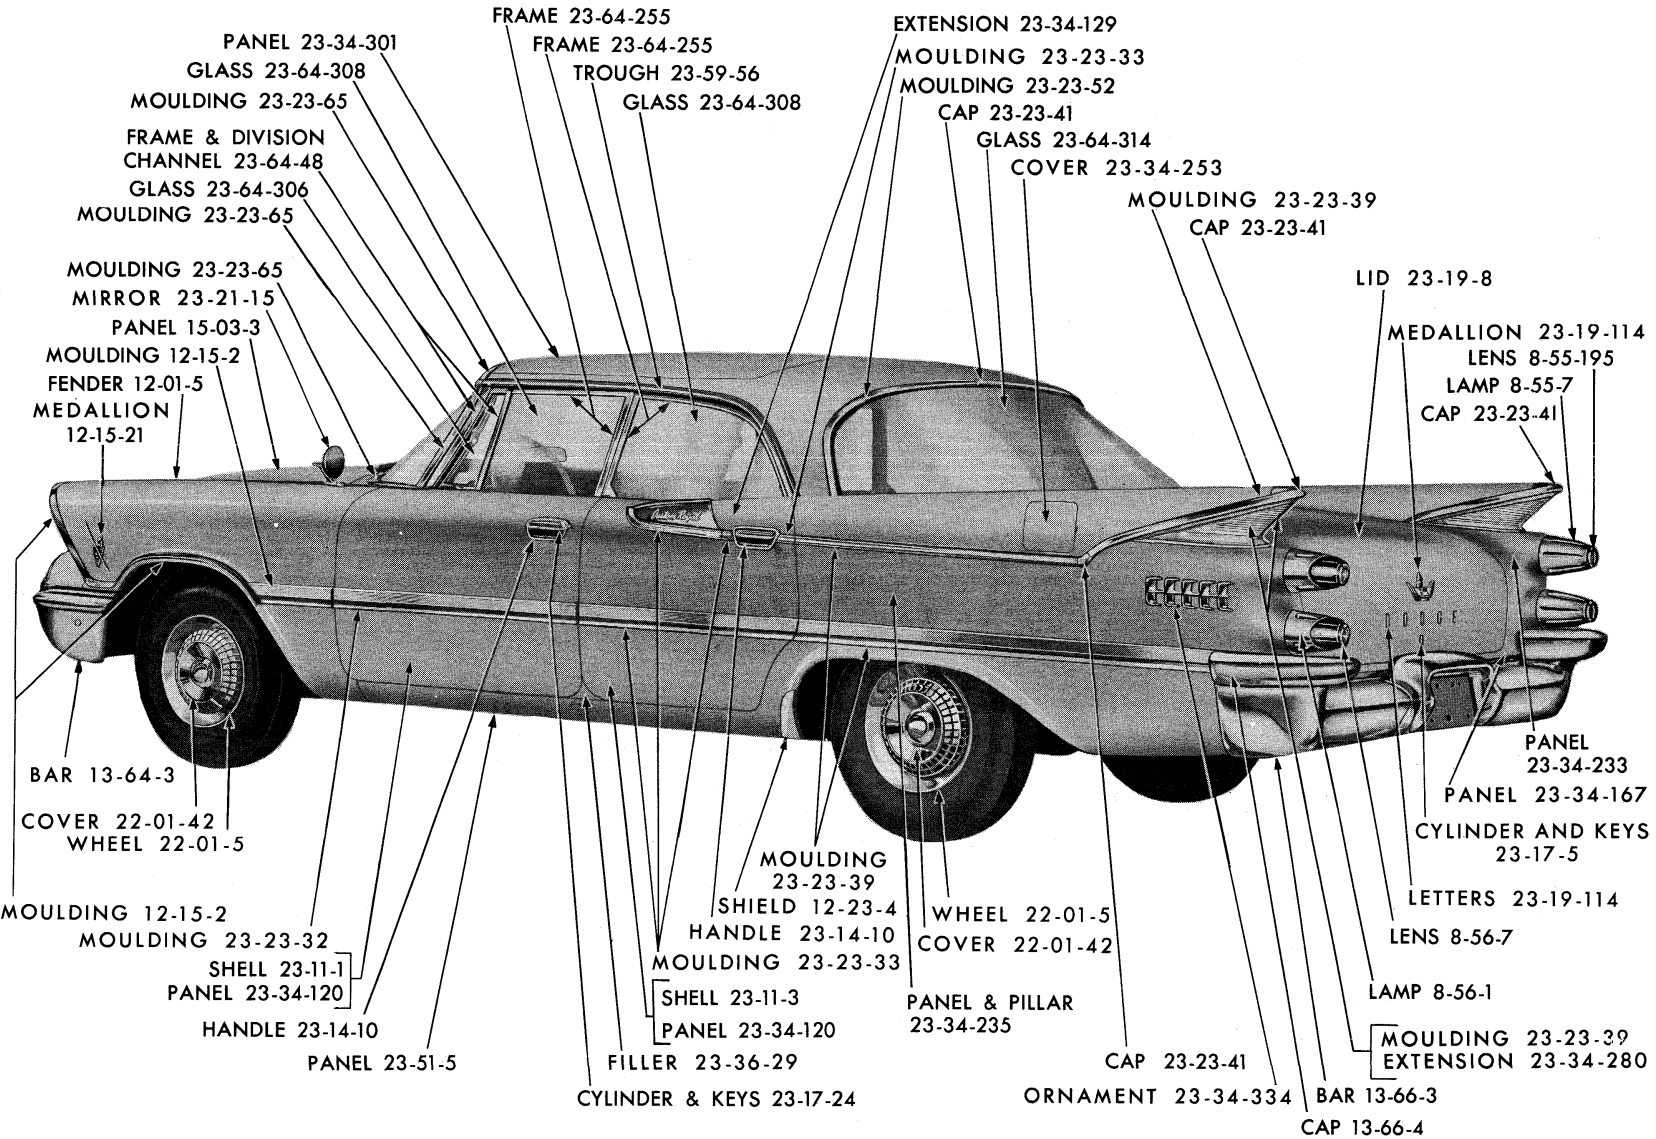 FRAME 23-64-255
FRAME 23-64-255
TROUGH 23-59-56
GLASS 23-64-308
PANEL 23-34-301
GLASS 23-64-308
MOULDING 23-23-65
FRAME & DIVISION
CHANNEL 23-64-48
GLASS 23-64-306
MOULDING 23-23-65
MOULDING 23-23-65
MIRROR 23-21-15
PANEL 15-03-3
MOULDING 12-15-2
FENDER 12-01-5
MEDALLION
12-15-21
EXTENSION 23-34-129
MOULDING 23-23-33
MOULDING 23-23-52
CAP 23-23-41
GLASS 23-64-314
COVER 23-34-253
MOULDING 23-23-39
CAP 23-23-41
LID 23-19-8
MEDALLION 23-19-114
LENS 8-55-195
LAMP 8-55-7
CAP 23-23-41
DODGE
BAR 13-64-3
COVER 22-01-42
WHEEL 22-01-5
MOULDING 12-15-2
MOULDING 23-23-32
SHELL 23-11-1
PANEL 23-34-120
HANDLE 23-14-10
PANEL 23-51-5
MOULDING
23-23-39
SHIELD 12-23-4
HANDLE 23-14-10
MOULDING 23-23-33
SHELL 23-11-3
PANEL 23-34-120
FILLER 23-36-29
CYLINDER & KEYS 23-17-24
WHEEL 22-01-5
COVER 22-01-42
PANEL & PILLAR
23-34-235
CAP 23-23-41
ORNAMENT 23-34-334
BAR 13-66-3
CAP 13-66-4
PANEL
23-34-233
PANEL 23-34-167
CYLINDER AND KEYS
23-17-5
LETTERS 23-19-114
LENS 8-56-7
LAMP 8-56-1
MOULDING 23-23-39
EXTENSION 23-34-280